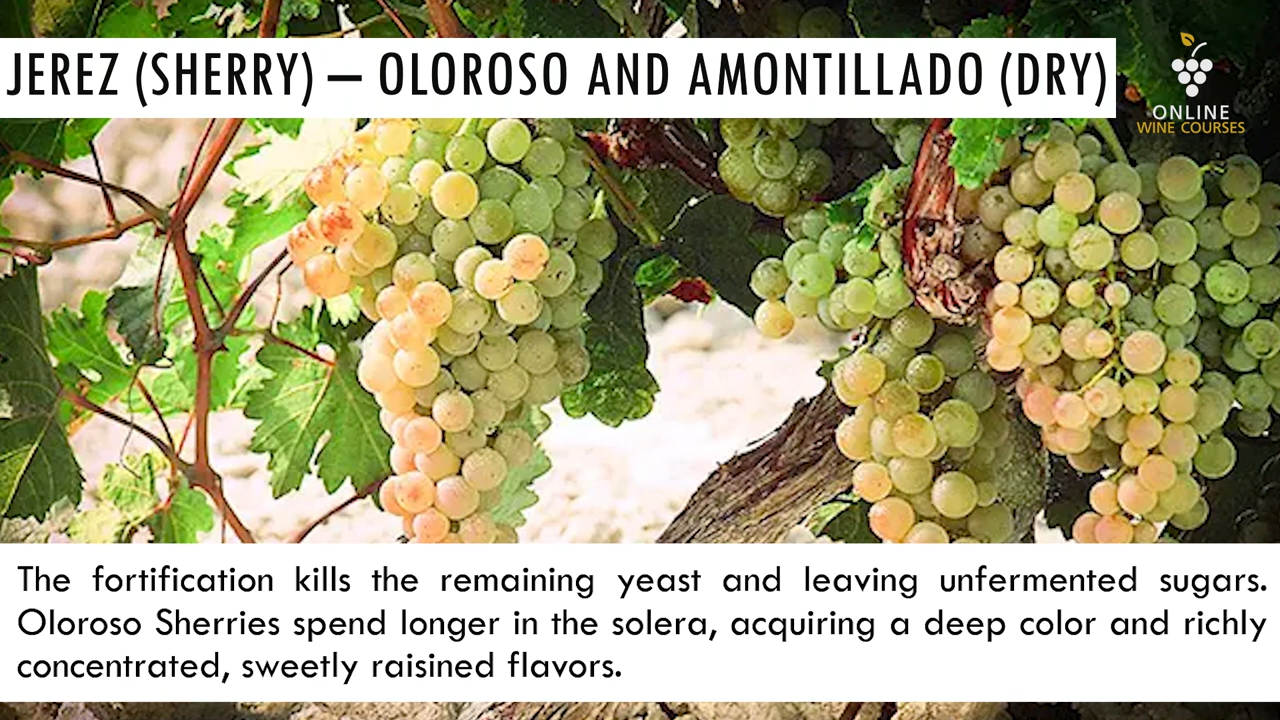 JEREZ (SHERRY) – OLOROSO AND AMONTILLADO (DRY)
ONLINE
WINE COURSES
The fortification kills the remaining yeast and leaving unfermented sugars.
Oloroso Sherries spend longer in the solera, acquiring a deep color and richly
concentrated, sweetly raisined flavors.